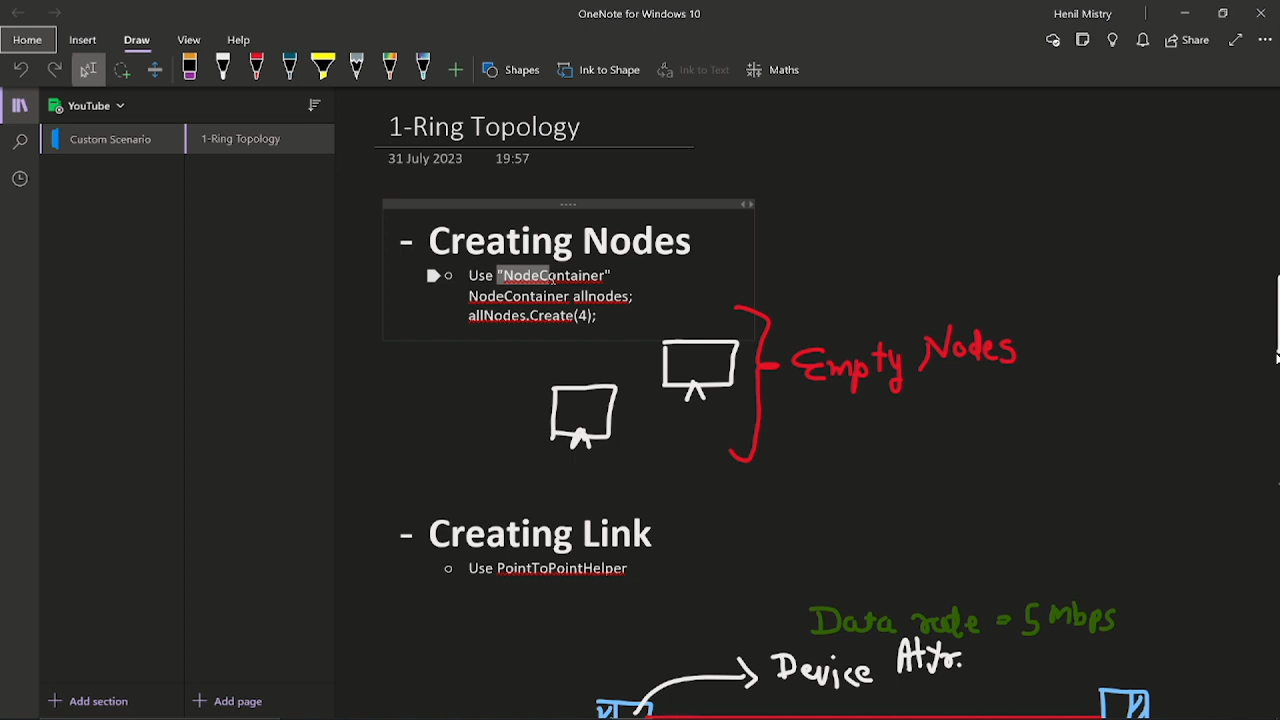 OneNote for Windows 10
Henil Mistry
Home Insert Draw View Help
Share
Shapes Ink to Shape Ink to Text Maths
YouTube
Custom Scenario
1-Ring Topology
1-Ring Topology
31 July 2023 19:57
- Creating Nodes
Use "NodeContainer"
NodeContainer allnodes;
allNodes.Create(4);
Empty Nodes
- Creating Link
Use PointToPointHelper
Data rate = 5 Mbps
Device Attr.
Add section
Add page